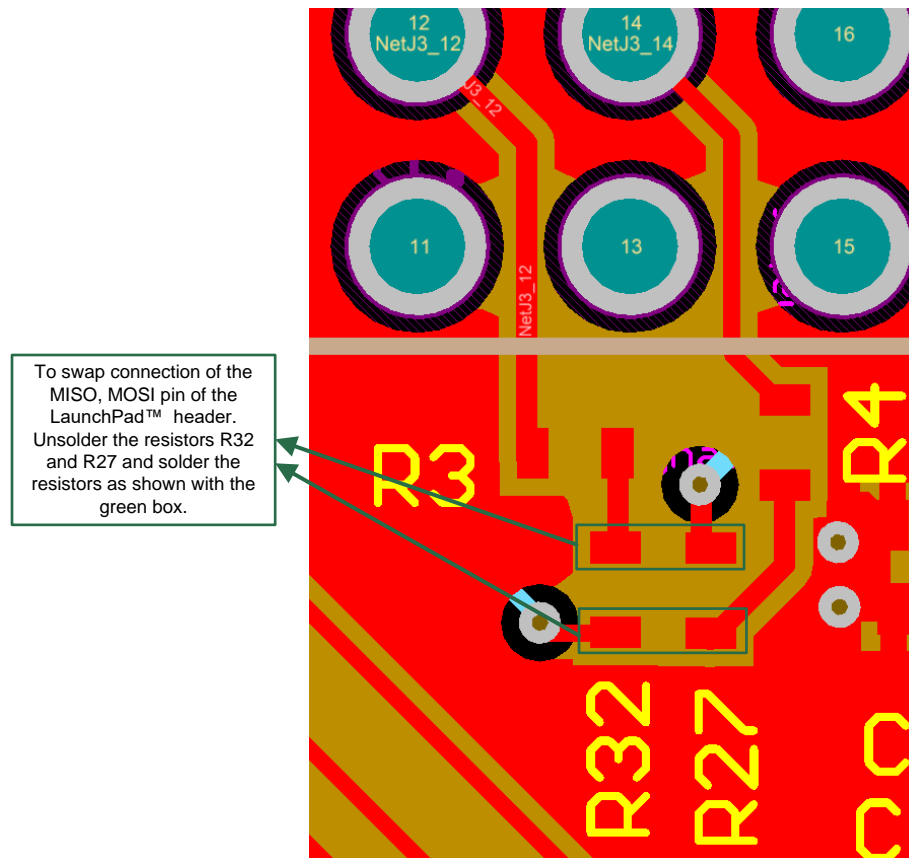 12
NetJ3_12
14
NetJ3_14
16
J3_12
11
13
15
NetJ3_12
To swap connection of the
MISO, MOSI pin of the
LaunchPad™ header.
Unsolder the resistors R32
and R27 and solder the
resistors as shown with the
green box.
R3
R4
R32
R27